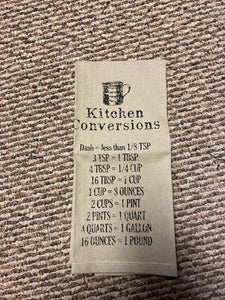 Kitchen
Conversions
Dash = less than 1/8 TSP
3 TSP = 1 TBSP
4 TBSP = 1/4 CUP
16 TBSP = 1 CUP
1 CUP = 8 OUNCES
2 CUPS = 1 PINT
2 PINTS = 1 QUART
4 QUARTS = 1 GALLON
16 OUNCES = 1 POUND